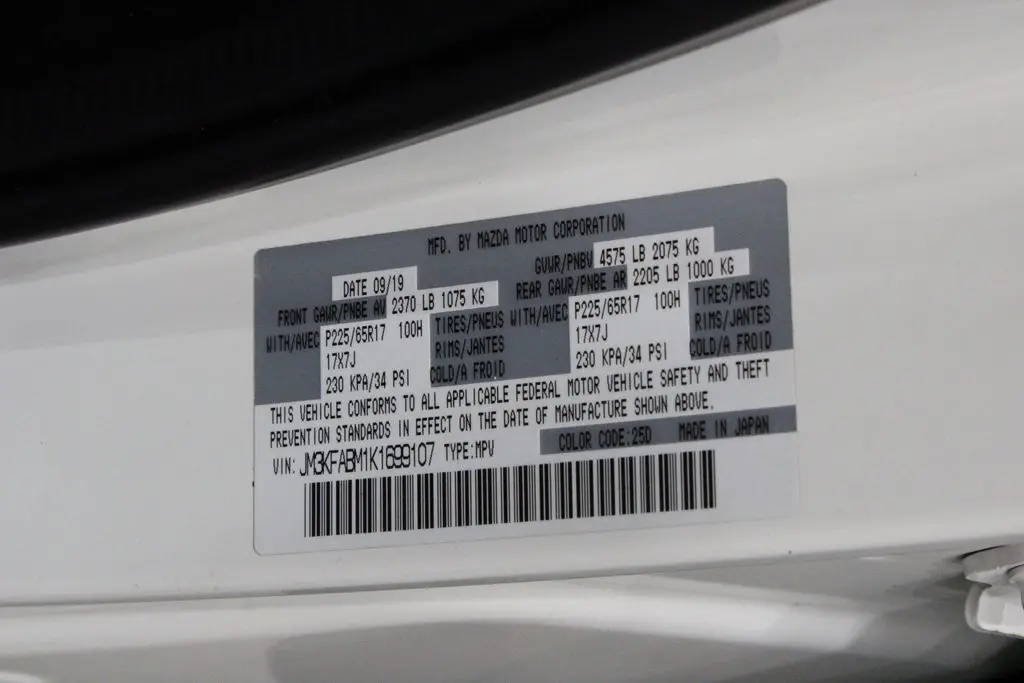 MFD. BY MAZDA MOTOR CORPORATION
DATE 09/19 GVWR/PNBV 4575 LB 2075 KG
FRONT GAWR/PNBE AV 2370 LB 1075 KG REAR GAWR/PNBE AR 2205 LB 1000 KG
WITH/AVEC P225/65R17 100H TIRES/PNEUS WITH/AVEC P225/65R17 100H TIRES/PNEUS
17X7J RIMS/JANTES 17X7J RIMS/JANTES
230 KPA/34 PSI COLD/A FROID 230 KPA/34 PSI COLD/A FROID
THIS VEHICLE CONFORMS TO ALL APPLICABLE FEDERAL MOTOR VEHICLE SAFETY AND THEFT
PREVENTION STANDARDS IN EFFECT ON THE DATE OF MANUFACTURE SHOWN ABOVE.
VIN: JM3KFABM1K1699107 TYPE:MPV COLOR CODE:25D MADE IN JAPAN